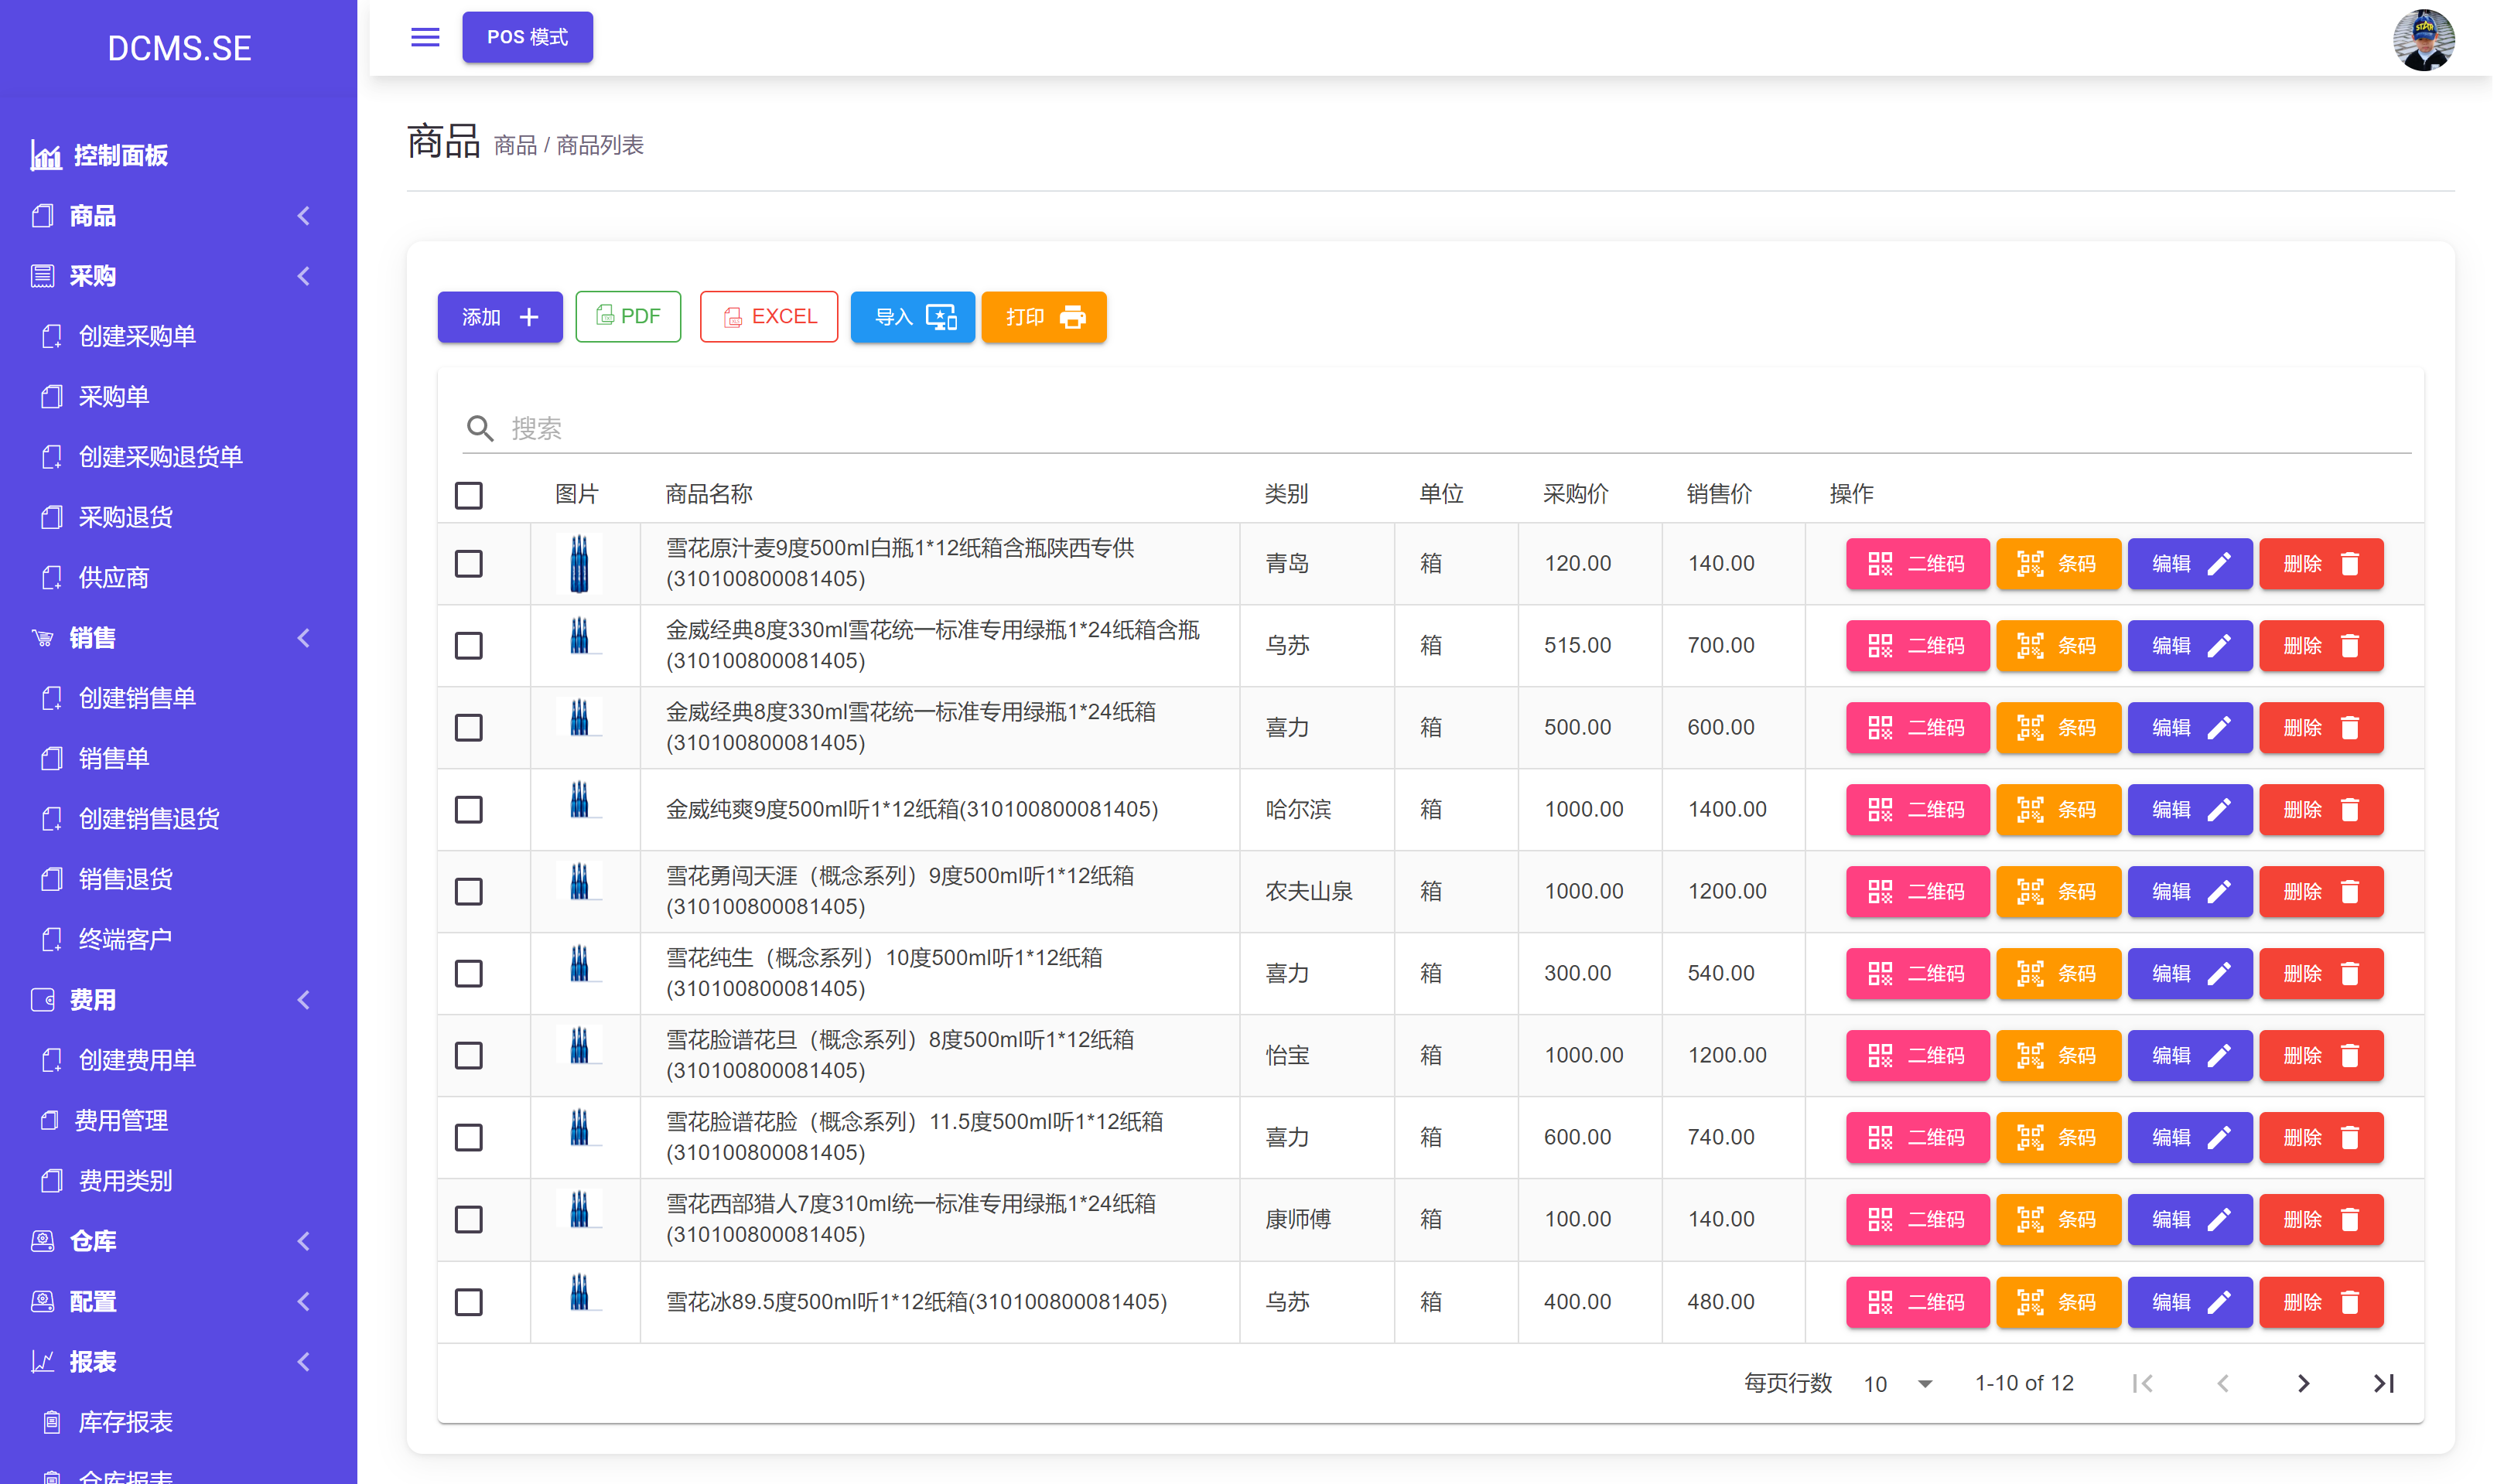 DCMS.SE
POS 模式
控制面板
商品
采购
创建采购单
采购单
创建采购退货单
采购退货
供应商
销售
创建销售单
销售单
创建销售退货
销售退货
终端客户
费用
创建费用单
费用管理
费用类别
仓库
配置
报表
库存报表
仓库报表
商品 商品 / 商品列表
添加 PDF EXCEL 导入 打印
搜索
图片 商品名称 类别 单位 采购价 销售价 操作
雪花原汁麦9度500ml白瓶1*12纸箱含瓶陕西专供
(310100800081405) 青岛 箱 120.00 140.00 二维码 条码 编辑 删除
金威经典8度330ml雪花统一标准专用绿瓶1*24纸箱含瓶
(310100800081405) 乌苏 箱 515.00 700.00 二维码 条码 编辑 删除
金威经典8度330ml雪花统一标准专用绿瓶1*24纸箱
(310100800081405) 喜力 箱 500.00 600.00 二维码 条码 编辑 删除
金威纯爽9度500ml听1*12纸箱(310100800081405) 哈尔滨 箱 1000.00 1400.00 二维码 条码 编辑 删除
雪花勇闯天涯（概念系列）9度500ml听1*12纸箱
(310100800081405) 农夫山泉 箱 1000.00 1200.00 二维码 条码 编辑 删除
雪花纯生（概念系列）10度500ml听1*12纸箱
(310100800081405) 喜力 箱 300.00 540.00 二维码 条码 编辑 删除
雪花脸谱花旦（概念系列）8度500ml听1*12纸箱
(310100800081405) 怡宝 箱 1000.00 1200.00 二维码 条码 编辑 删除
雪花脸谱花脸（概念系列）11.5度500ml听1*12纸箱
(310100800081405) 喜力 箱 600.00 740.00 二维码 条码 编辑 删除
雪花西部猎人7度310ml统一标准专用绿瓶1*24纸箱
(310100800081405) 康师傅 箱 100.00 140.00 二维码 条码 编辑 删除
雪花冰89.5度500ml听1*12纸箱(310100800081405) 乌苏 箱 400.00 480.00 二维码 条码 编辑 删除
每页行数 10 1-10 of 12